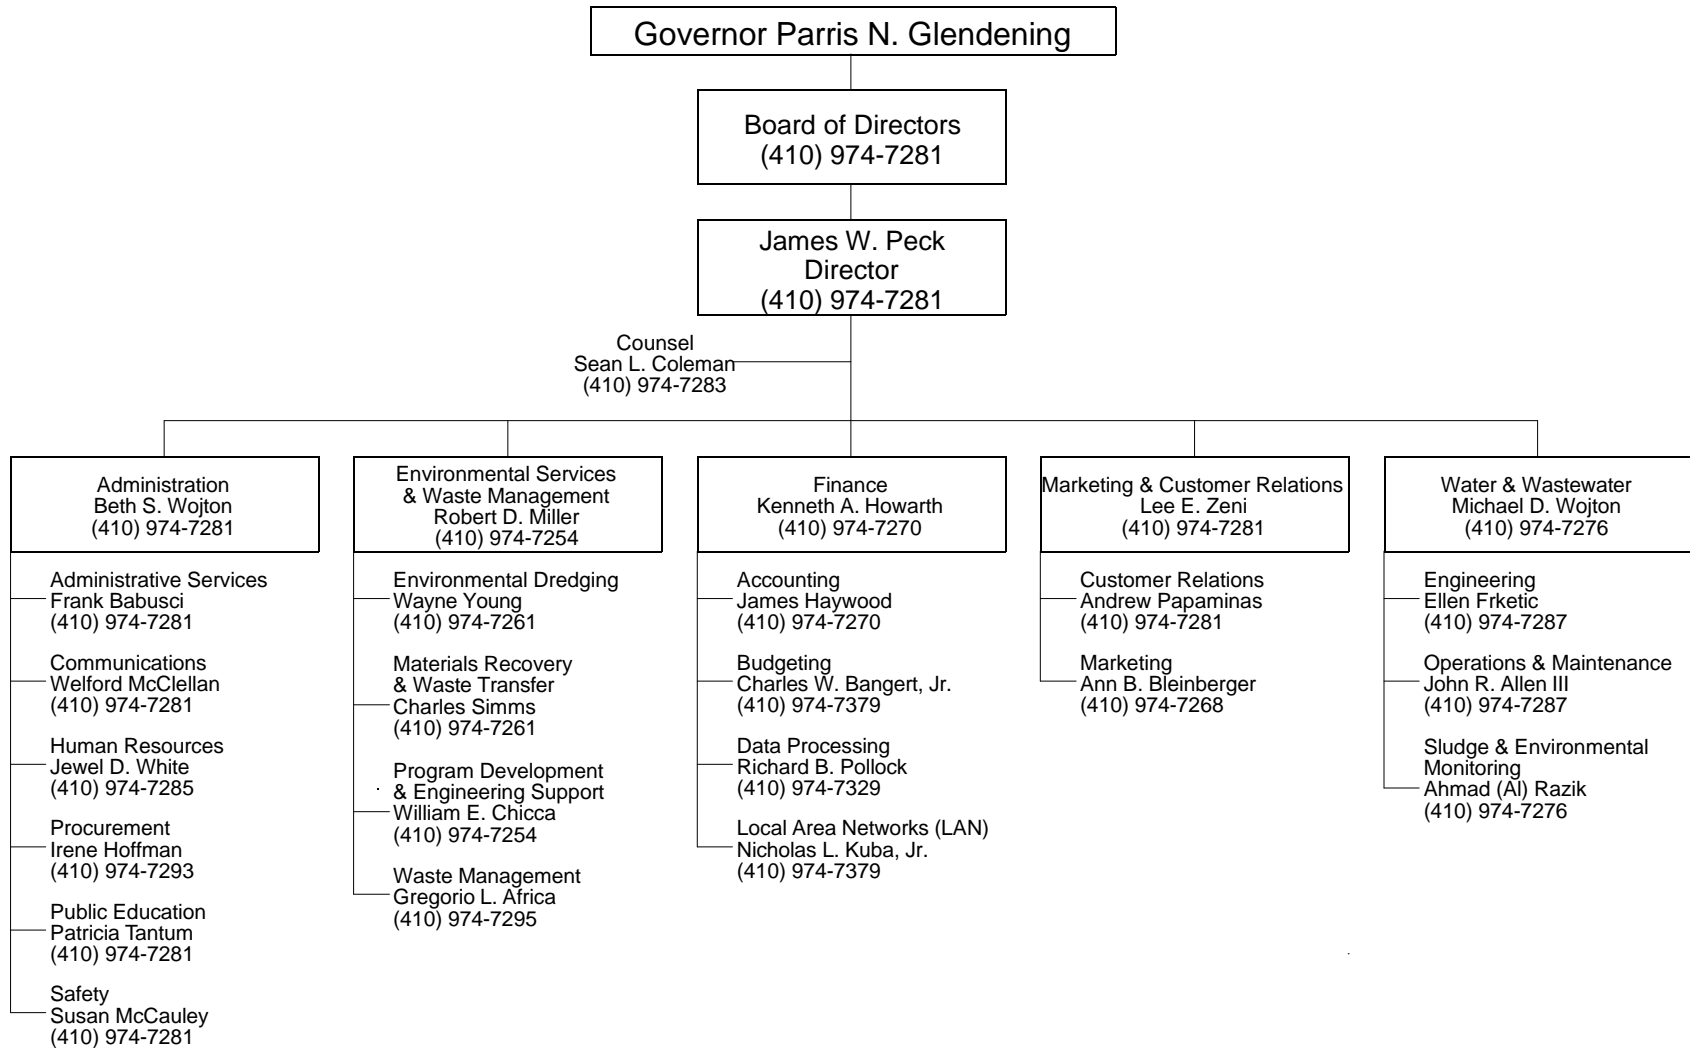 Governor Parris N. Glendening
Board of Directors
(410) 974-7281
James W. Peck
Director
(410) 974-7281
Counsel
Sean L. Coleman
(410) 974-7283
Administration
Beth S. Wojton
(410) 974-7281
Administrative Services
Frank Babusci
(410) 974-7281
Communications
Welford McClellan
(410) 974-7281
Human Resources
Jewel D. White
(410) 974-7285
Procurement
Irene Hoffman
(410) 974-7293
Public Education
Patricia Tantum
(410) 974-7281
Safety
Susan McCauley
(410) 974-7281
Environmental Services
& Waste Management
Robert D. Miller
(410) 974-7254
Environmental Dredging
Wayne Young
(410) 974-7261
Materials Recovery
& Waste Transfer
Charles Simms
(410) 974-7261
Program Development
& Engineering Support
William E. Chicca
(410) 974-7254
Waste Management
Gregorio L. Africa
(410) 974-7295
Finance
Kenneth A. Howarth
(410) 974-7270
Accounting
James Haywood
(410) 974-7270
Budgeting
Charles W. Bangert, Jr.
(410) 974-7379
Data Processing
Richard B. Pollock
(410) 974-7329
Local Area Networks (LAN)
Nicholas L. Kuba, Jr.
(410) 974-7379
Marketing & Customer Relations
Lee E. Zeni
(410) 974-7281
Customer Relations
Andrew Papaminas
(410) 974-7281
Marketing
Ann B. Bleinberger
(410) 974-7268
Water & Wastewater
Michael D. Wojton
(410) 974-7276
Engineering
Ellen Frketic
(410) 974-7287
Operations & Maintenance
John R. Allen III
(410) 974-7287
Sludge & Environmental
Monitoring
Ahmad (Al) Razik
(410) 974-7276